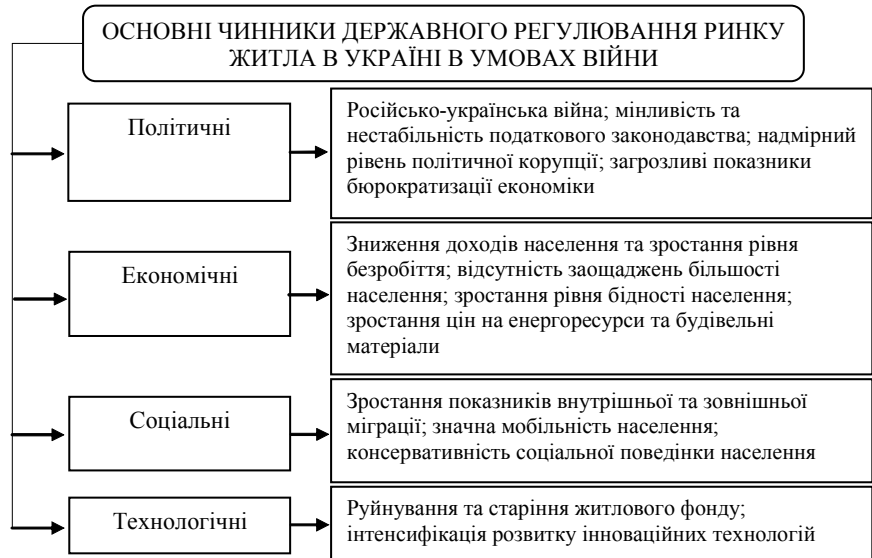 ОСНОВНІ ЧИННИКИ ДЕРЖАВНОГО РЕГУЛЮВАННЯ РИНКУ
ЖИТЛА В УКРАЇНІ В УМОВАХ ВІЙНИ
Політичні
Російсько-українська війна; мінливість та
нестабільність податкового законодавства; надмірний
рівень політичної корупції; загрозливі показники
бюрократизації економіки
Економічні
Зниження доходів населення та зростання рівня
безробіття; відсутність заощаджень більшості
населення; зростання рівня бідності населення;
зростання цін на енергоресурси та будівельні
матеріали
Соціальні
Зростання показників внутрішньої та зовнішньої
міграції; значна мобільність населення;
консервативність соціальної поведінки населення
Технологічні
Руйнування та старіння житлового фонду;
інтенсифікація розвитку інноваційних технологій